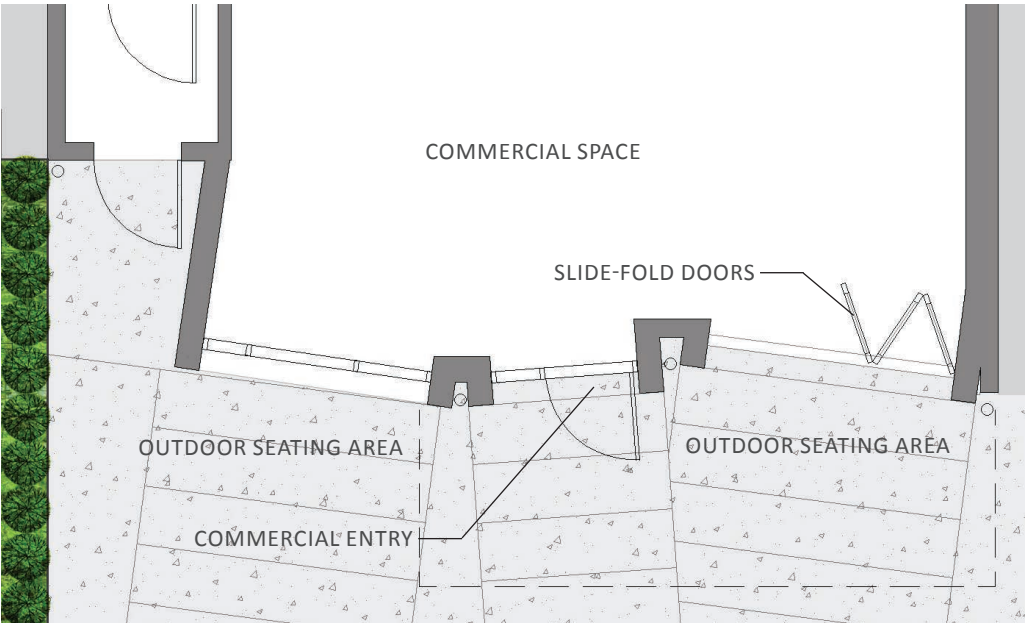 COMMERCIAL SPACE
SLIDE-FOLD DOORS
OUTDOOR SEATING AREA
OUTDOOR SEATING AREA
COMMERCIAL ENTRY